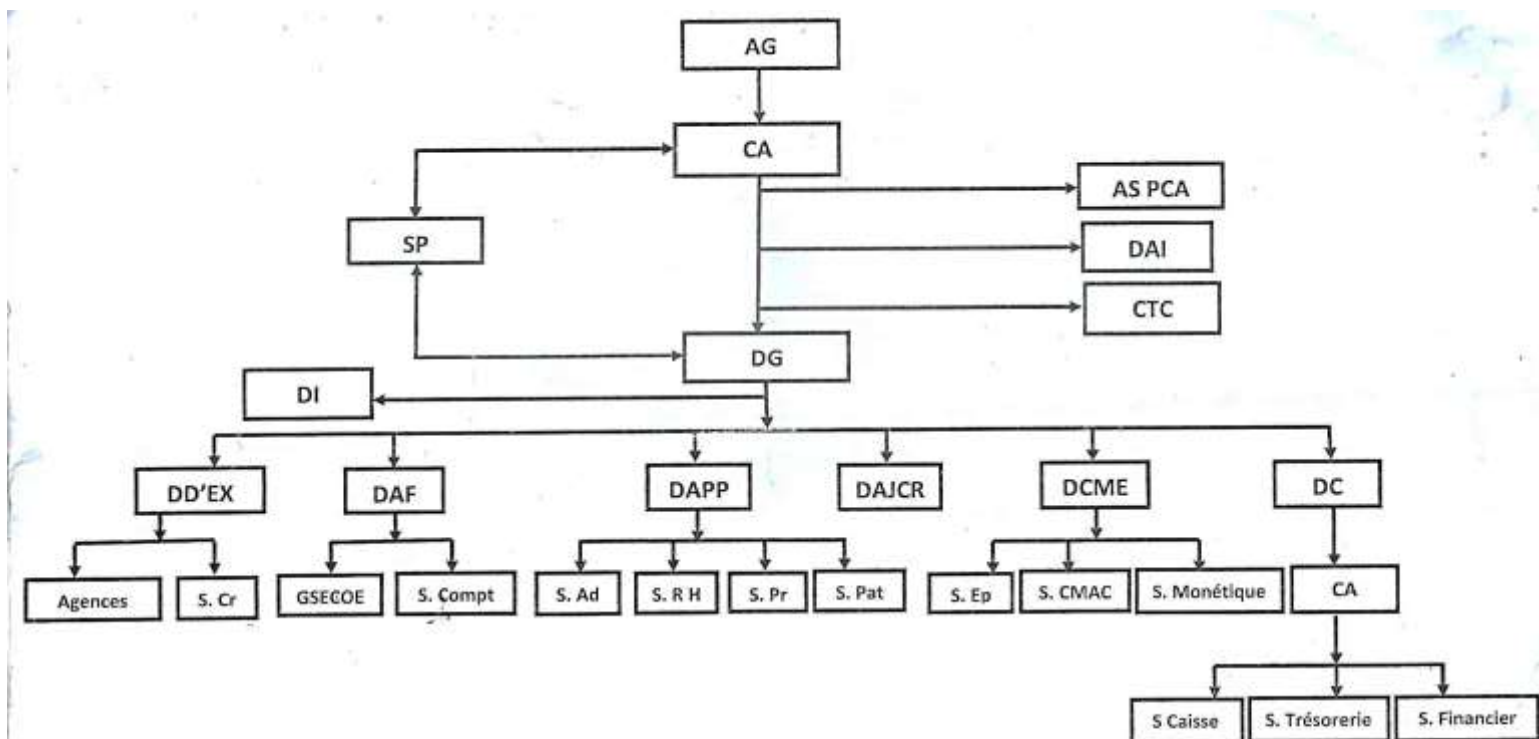 AG
CA
AS PCA
SP
DAI
CTC
DG
DI
DD’EX
DAF
DAPP
DAJCR
DCME
DC
Agences
S. Cr
GSECOE
S. Compt
S. Ad
S. R H
S. Pr
S. Pat
S. Ep
S. CMAC
S. Monétique
CA
S Caisse
S. Trésorerie
S. Financier